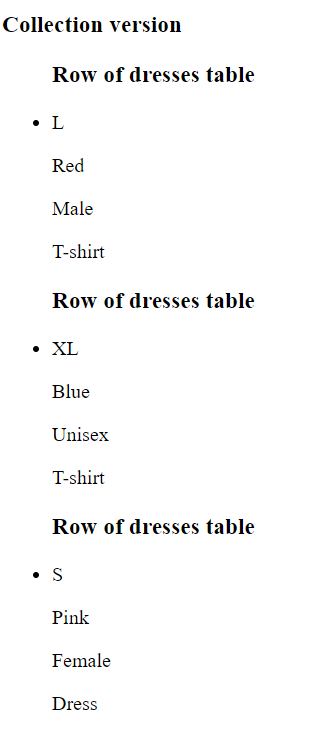 Collection version
Row of dresses table
L
Red
Male
T-shirt
Row of dresses table
XL
Blue
Unisex
T-shirt
Row of dresses table
S
Pink
Female
Dress